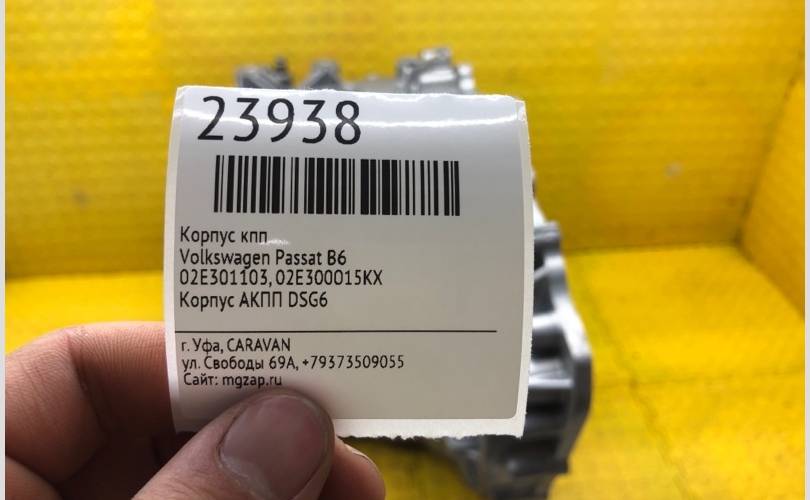 23938
Корпус кпп
Volkswagen Passat B6
02E301103, 02E300015KX
Корпус АКПП DSG6
г. Уфа, CARAVAN
ул. Свободы 69А, +79373509055
Сайт: mgzap.ru